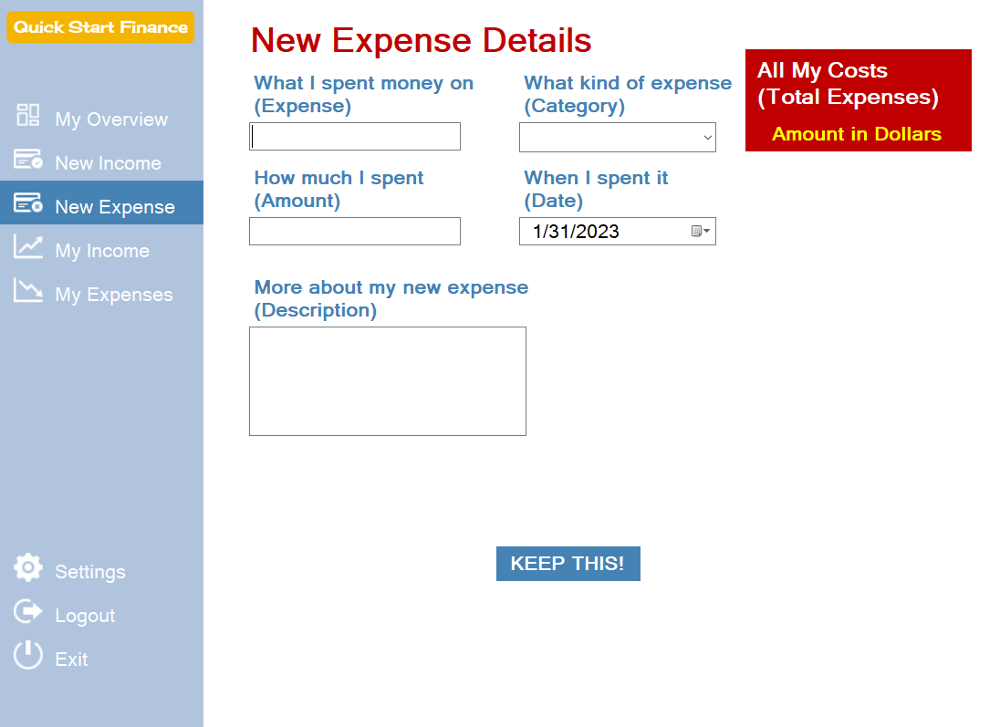 Quick Start Finance
My Overview
New Income
New Expense
My Income
My Expenses
Settings
Logout
Exit
New Expense Details
What I spent money on
(Expense)
What kind of expense
(Category)
How much I spent
(Amount)
When I spent it
(Date)
1/31/2023
More about my new expense
(Description)
KEEP THIS!
All My Costs
(Total Expenses)
Amount in Dollars